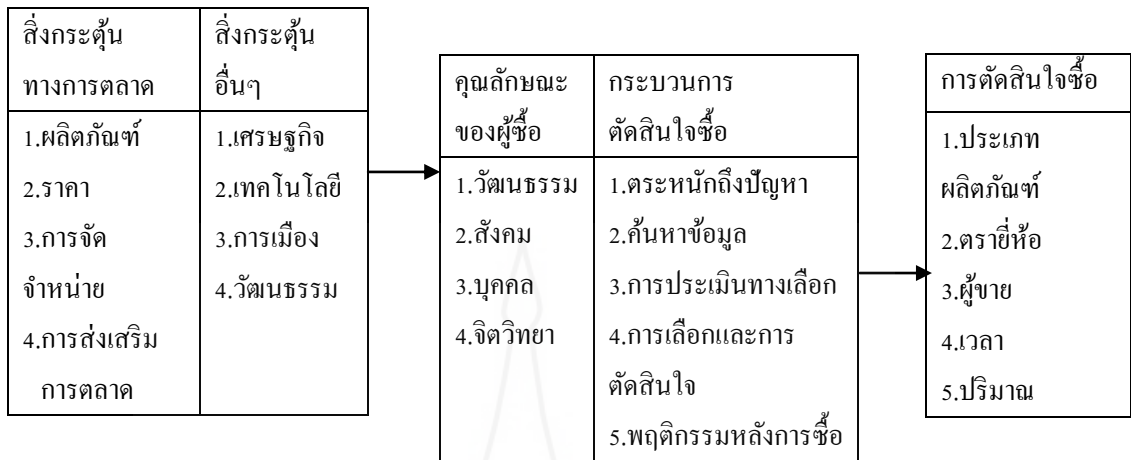 สิ่งกระตุ้น
ทางการตลาด
1.ผลิตภัณฑ์
2.ราคา
3.การจัด
จำหน่าย
4.การส่งเสริม
การตลาด
สิ่งกระตุ้น
อื่นๆ
1.เศรษฐกิจ
2.เทคโนโลยี
3.การเมือง
4.วัฒนธรรม
คุณลักษณะ
ของผู้ซื้อ
1.วัฒนธรรม
2.สังคม
3.บุคคล
4.จิตวิทยา
กระบวนการ
ตัดสินใจซื้อ
1.ตระหนักถึงปัญหา
2.ค้นหาข้อมูล
3.การประเมินทางเลือก
4.การเลือกและการ
ตัดสินใจ
5.พฤติกรรมหลังการซื้อ
การตัดสินใจซื้อ
1.ประเภท
ผลิตภัณฑ์
2.ตรายี่ห้อ
3.ผู้ขาย
4.เวลา
5.ปริมาณ